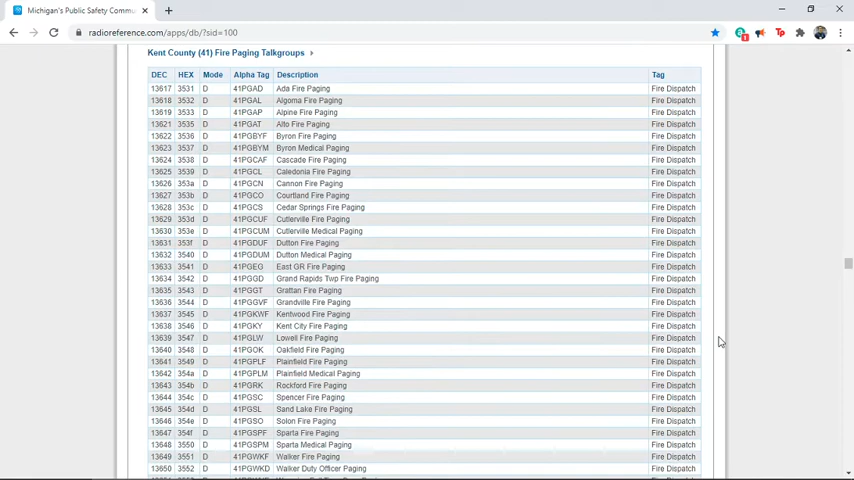 Michigan's Public Safety Commu
radioreference.com/apps/db/?sid=100
Kent County (41) Fire Paging Talkgroups
DEC HEX Mode Alpha Tag Description Tag
13617 3531 D 41PGAD Ada Fire Paging Fire Dispatch
13618 3532 D 41PGAL Algoma Fire Paging Fire Dispatch
13619 3533 D 41PGAP Alpine Fire Paging Fire Dispatch
13621 3535 D 41PGAT Alto Fire Paging Fire Dispatch
13622 3536 D 41PGBYF Byron Fire Paging Fire Dispatch
13623 3537 D 41PGBYM Byron Medical Paging Fire Dispatch
13624 3538 D 41PGCAF Cascade Fire Paging Fire Dispatch
13625 3539 D 41PGCL Caledonia Fire Paging Fire Dispatch
13626 353a D 41PGCN Cannon Fire Paging Fire Dispatch
13627 353b D 41PGCO Courtland Fire Paging Fire Dispatch
13628 353c D 41PGCS Cedar Springs Fire Paging Fire Dispatch
13629 353d D 41PGCUF Cutlerville Fire Paging Fire Dispatch
13630 353e D 41PGCUM Cutlerville Medical Paging Fire Dispatch
13631 353f D 41PGDUF Dutton Fire Paging Fire Dispatch
13632 3540 D 41PGDUM Dutton Medical Paging Fire Dispatch
13633 3541 D 41PGEG East GR Fire Paging Fire Dispatch
13634 3542 D 41PGGD Grand Rapids Twp Fire Paging Fire Dispatch
13635 3543 D 41PGGT Grattan Fire Paging Fire Dispatch
13636 3544 D 41PGGVF Grandville Fire Paging Fire Dispatch
13637 3545 D 41PGKWF Kentwood Fire Paging Fire Dispatch
13638 3546 D 41PGKY Kent City Fire Paging Fire Dispatch
13639 3547 D 41PGLW Lowell Fire Paging Fire Dispatch
13640 3548 D 41PGOK Oakfield Fire Paging Fire Dispatch
13641 3549 D 41PGPLF Plainfield Fire Paging Fire Dispatch
13642 354a D 41PGPLM Plainfield Medical Paging Fire Dispatch
13643 354b D 41PGRK Rockford Fire Paging Fire Dispatch
13644 354c D 41PGSC Spencer Fire Paging Fire Dispatch
13645 354d D 41PGSL Sand Lake Fire Paging Fire Dispatch
13646 354e D 41PGSO Solon Fire Paging Fire Dispatch
13647 354f D 41PGSPF Sparta Fire Paging Fire Dispatch
13648 3550 D 41PGSPM Sparta Medical Paging Fire Dispatch
13649 3551 D 41PGWKF Walker Fire Paging Fire Dispatch
13650 3552 D 41PGWKD Walker Duty Officer Paging Fire Dispatch